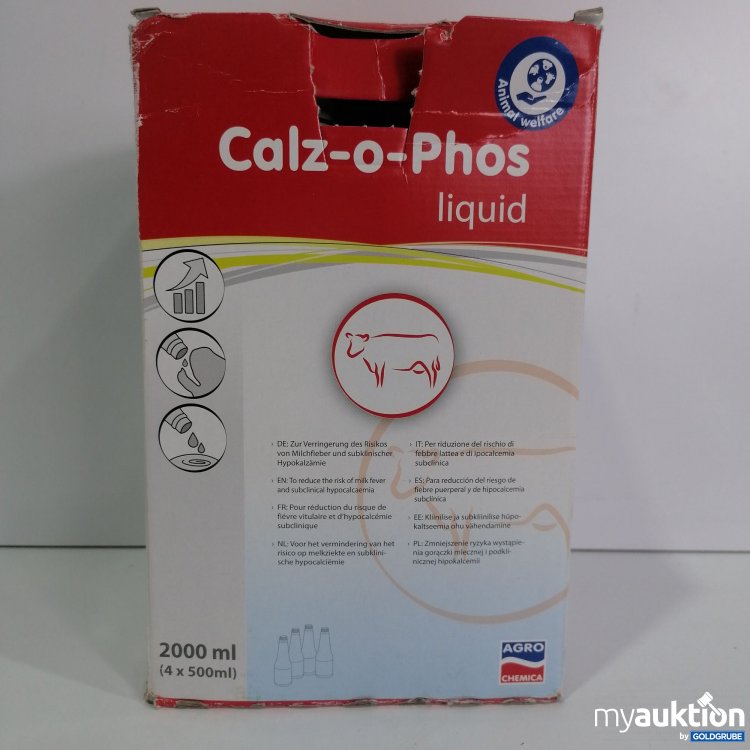 Animal welfare
Calz-o-Phos
liquid
› DE: Zur Verringerung des Risikos
von Milchfieber und subklinischer
Hypokalzämie
› EN: To reduce the risk of milk fever
and subclinical hypocalcaemia
› FR: Pour réduction du risque de
fièvre vitulaire et d'hypocalcémie
subclinique
› NL: Voor het vermindering van het
risico op melkziekte en subklini-
sche hypocalciëmie
› IT: Per riduzione del rischio di
febbre lattea e di ipocalcemia
subclinica
› ES: Para reducción del riesgo de
fiebre puerperal y de hipocalcemia
subclínica
› EE: Kliinilise ja subkliinilise hüpo-
kaltseemia ohu vähendamine
› PL: Zmniejszenie ryzyka wystąpie-
nia gorączki mlecznej i podkli-
nicznej hipokalcemii
2000 ml
(4 x 500ml)
AGRO
CHEMICA
myauktion
by GOLDGRUBE